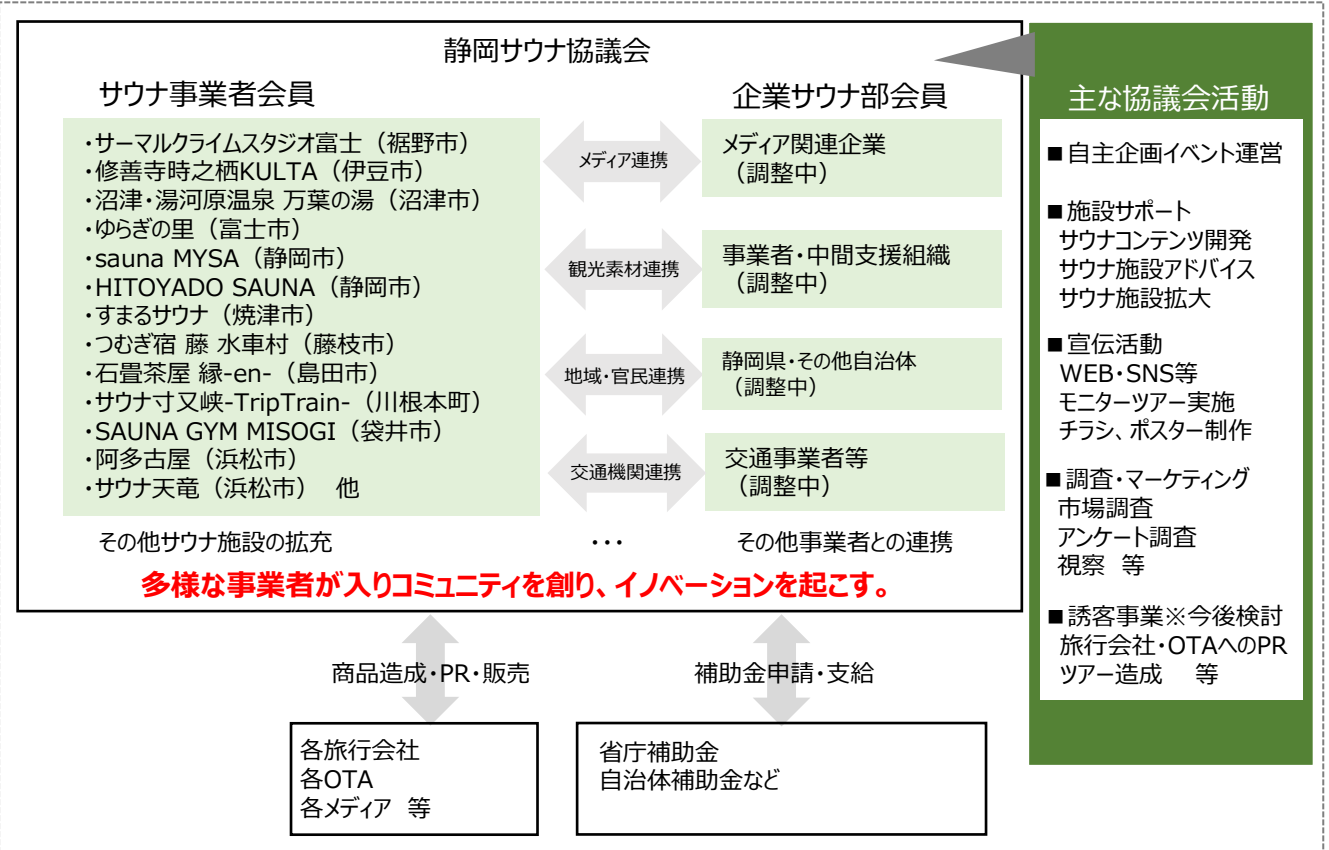 静岡サウナ協議会
サウナ事業者会員
・サーマルクライムスタジオ富士（裾野市）
・修善寺時之栖KULTA（伊豆市）
・沼津・湯河原温泉 万葉の湯（沼津市）
・ゆらぎの里（富士市）
・sauna MYSA（静岡市）
・HITOYADO SAUNA（静岡市）
・すまるサウナ（焼津市）
・つむぎ宿 藤 水車村（藤枝市）
・石畳茶屋 縁-en-（島田市）
・サウナ寸又峡-TripTrain-（川根本町）
・SAUNA GYM MISOGI（袋井市）
・阿多古屋（浜松市）
・サウナ天竜（浜松市） 他
その他サウナ施設の拡充
メディア連携
観光素材連携
地域・官民連携
交通機関連携
・・・
企業サウナ部会員
メディア関連企業
（調整中）
事業者・中間支援組織
（調整中）
静岡県・その他自治体
（調整中）
交通事業者等
（調整中）
その他事業者との連携
多様な事業者が入りコミュニティを創り、イノベーションを起こす。
商品造成・PR・販売
補助金申請・支給
各旅行会社
各OTA
各メディア 等
省庁補助金
自治体補助金など
主な協議会活動
■自主企画イベント運営
■施設サポート
サウナコンテンツ開発
サウナ施設アドバイス
サウナ施設拡大
■宣伝活動
WEB・SNS等
モニターツアー実施
チラシ、ポスター制作
■調査・マーケティング
市場調査
アンケート調査
視察 等
■誘客事業※今後検討
旅行会社・OTAへのPR
ツアー造成 等